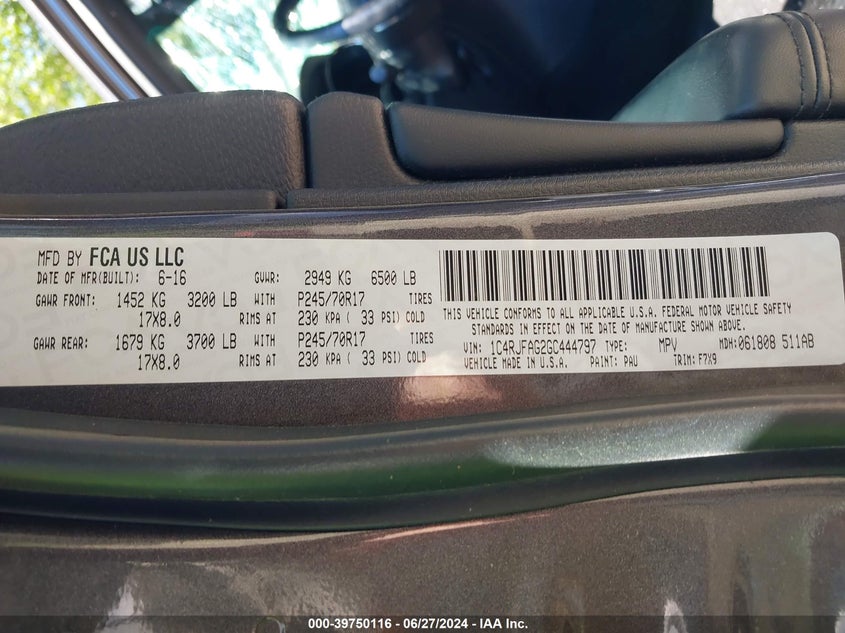 MFD BY FCA US LLC
DATE OF MFR(BUILT): 6-16 GVWR: 2949 KG 6500 LB
GAWR FRONT: 1452 KG 3200 LB WITH P245/70R17 TIRES
17X8.0 RIMS AT 230 KPA ( 33 PSI) COLD
GAWR REAR: 1679 KG 3700 LB WITH P245/70R17 TIRES
17X8.0 RIMS AT 230 KPA ( 33 PSI) COLD
THIS VEHICLE CONFORMS TO ALL APPLICABLE U.S.A. FEDERAL MOTOR VEHICLE SAFETY
STANDARDS IN EFFECT ON THE DATE OF MANUFACTURE SHOWN ABOVE.
VIN: 1C4RJFAG2GC444797 TYPE: MPV MDH:061808 511AB
VEHICLE MADE IN U.S.A. PAINT: PAU TRIM: F7X9
000-39750116 - 06/27/2024 - IAA Inc.